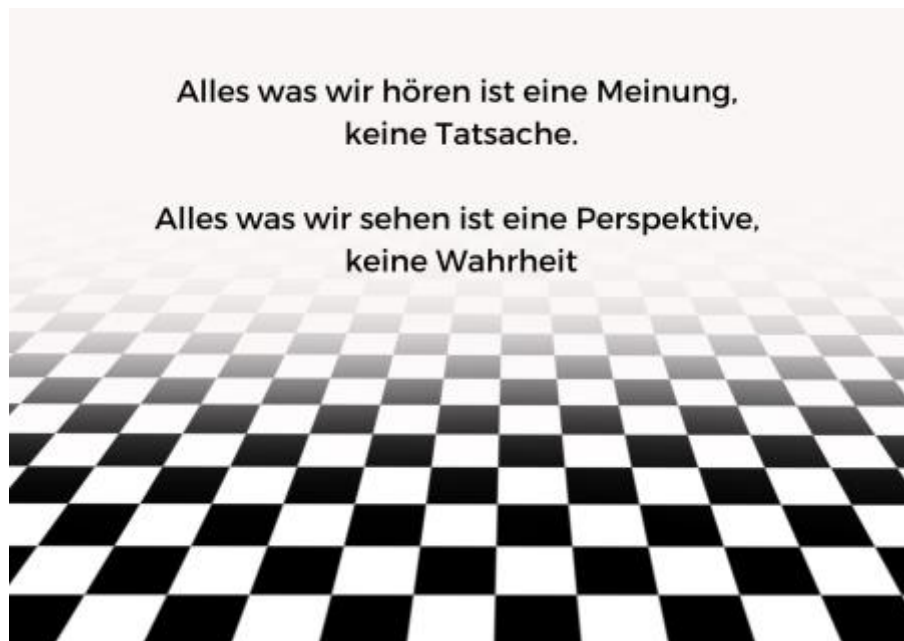 Alles was wir hören ist eine Meinung,
keine Tatsache.
Alles was wir sehen ist eine Perspektive,
keine Wahrheit